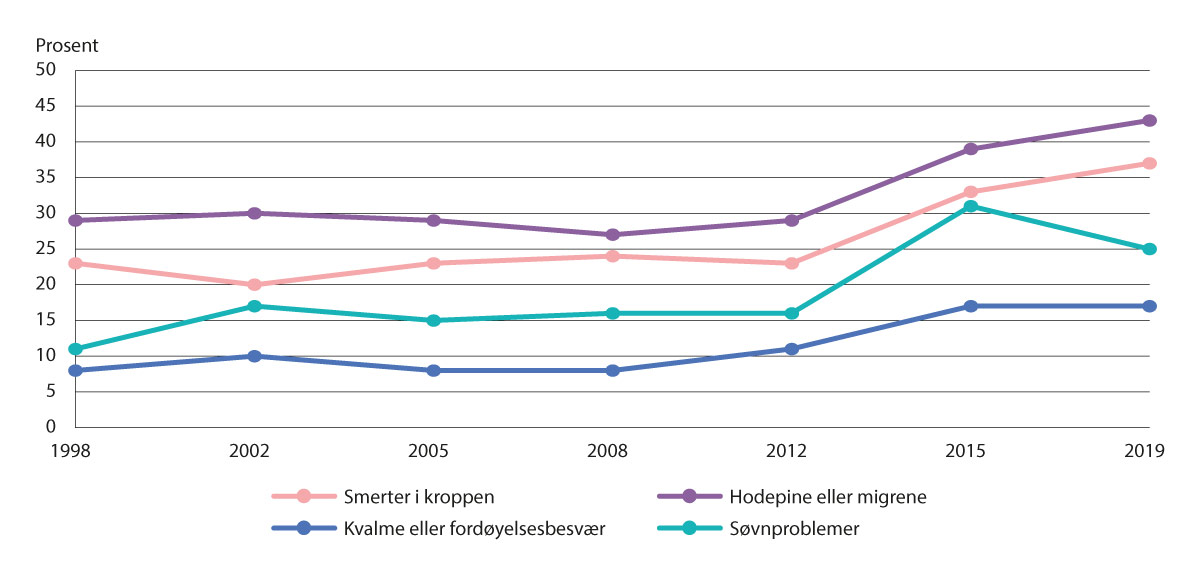 Prosent
50
45
40
35
30
25
20
15
10
5
0
1998 2002 2005 2008 2012 2015 2019
Smerter i kroppen Hodepine eller migrene
Kvalme eller fordøyelsesbesvær Søvnproblemer